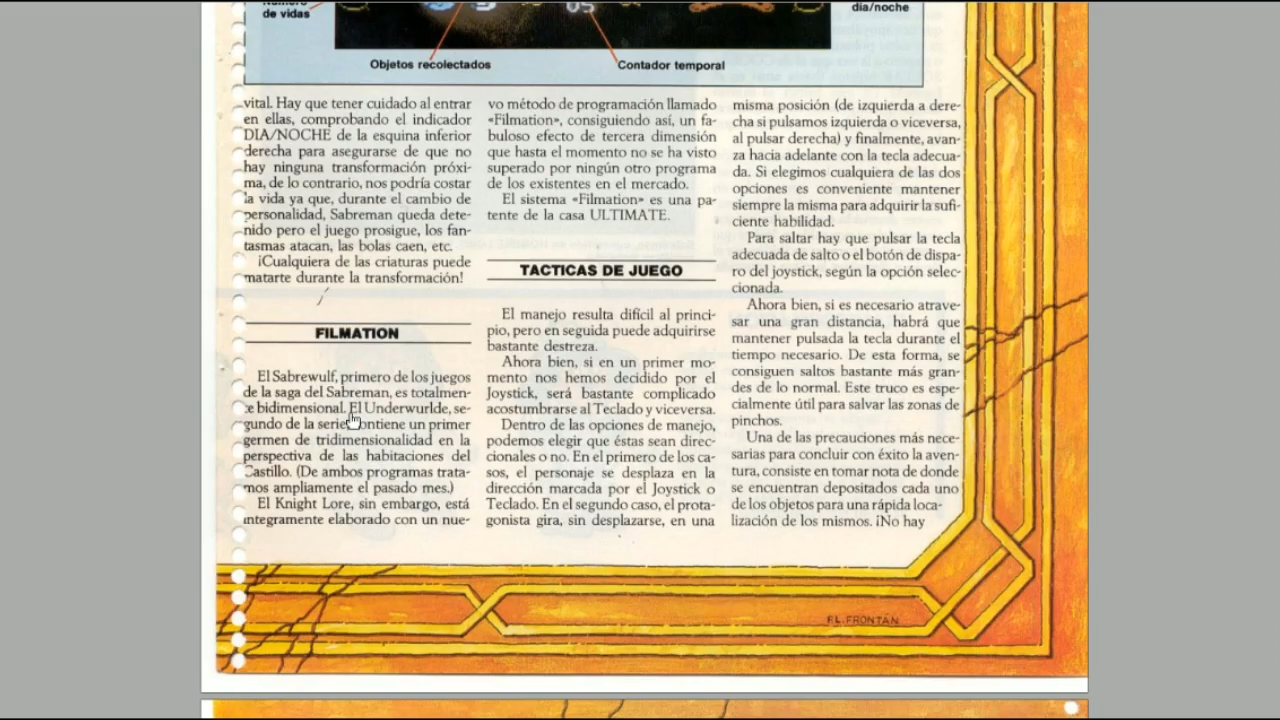 Número
de vidas
05
día/noche
Objetos recolectados
Contador temporal
vital. Hay que tener cuidado al entrar
en ellas, comprobando el indicador
DIA/NOCHE de la esquina inferior
derecha para asegurarse de que no
hay ninguna transformación próxi-
ma, de lo contrario, nos podría costar
la vida ya que, durante el cambio de
personalidad, Sabreman queda dete-
nido pero el juego prosigue, los fan-
tasmas atacan, las bolas caen, etc.
¡Cualquiera de las criaturas puede
matarte durante la transformación!
FILMATION
El Sabrewulf, primero de los juegos
de la saga del Sabreman, es totalmen-
te bidimensional. El Underwurlde, se-
gundo de la serie contiene un primer
germen de tridimensionalidad en la
perspectiva de las habitaciones del
Castillo. (De ambos programas trata-
mos ampliamente el pasado mes.)
El Knight Lore, sin embargo, está
integramente elaborado con un nue-
vo método de programación llamado
«Filmation», consiguiendo así, un fa-
buloso efecto de tercera dimensión
que hasta el momento no se ha visto
superado por ningún otro programa
de los existentes en el mercado.
El sistema «Filmation» es una pa-
tente de la casa ULTIMATE.
TACTICAS DE JUEGO
El manejo resulta difícil al princi-
pio, pero en seguida puede adquirirse
bastante destreza.
Ahora bien, si en un primer mo-
mento nos hemos decidido por el
Joystick, será bastante complicado
acostumbrarse al Teclado y viceversa.
Dentro de las opciones de manejo,
podemos elegir que éstas sean direc-
cionales o no. En el primero de los ca-
sos, el personaje se desplaza en la
dirección marcada por el Joystick o
Teclado. En el segundo caso, el prota-
gonista gira, sin desplazarse, en una
misma posición (de izquierda a dere-
cha si pulsamos izquierda o viceversa,
al pulsar derecha) y finalmente, avan-
za hacia adelante con la tecla adecua-
da. Si elegimos cualquiera de las dos
opciones es conveniente mantener
siempre la misma para adquirir la sufi-
ciente habilidad.
Para saltar hay que pulsar la tecla
adecuada de salto o el botón de dispa-
ro del joystick, según la opción selec-
cionada.
Ahora bien, si es necesario atrave-
sar una gran distancia, habrá que
mantener pulsada la tecla durante el
tiempo necesario. De esta forma, se
consiguen saltos bastante más gran-
des de lo normal. Este truco es espe-
cialmente útil para salvar las zonas de
pinchos.
Una de las precauciones más nece-
sarias para concluir con éxito la aven-
tura, consiste en tomar nota de donde
se encuentran depositados cada uno
de los objetos para una rápida loca-
lización de los mismos. ¡No hay
F.L. FRONTÁN